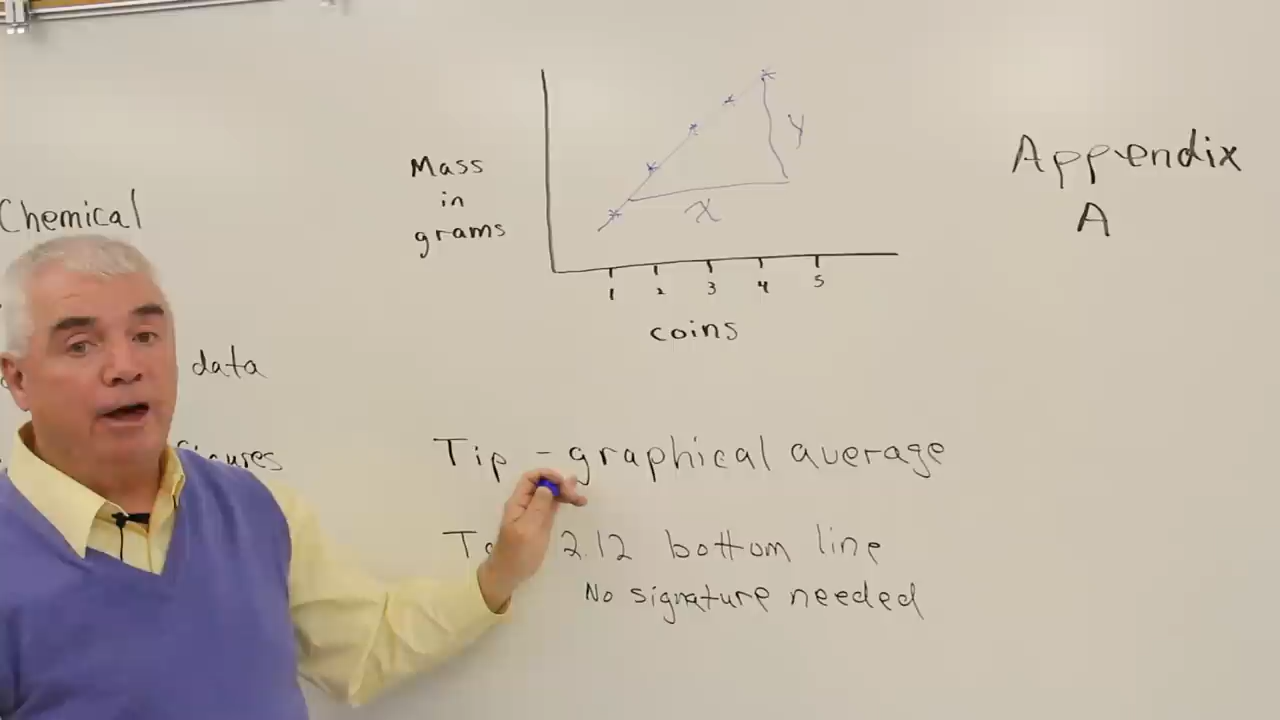 Chemical
data
figures
Mass
in
grams
y
x
1 2 3 4 5
coins
Appendix
A
Tip - graphical average
2.12 bottom line
No signature needed